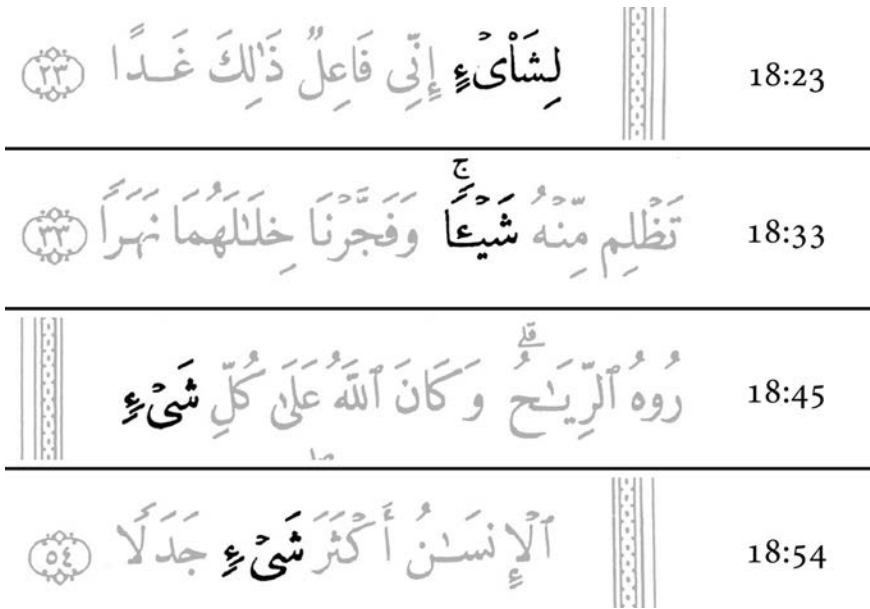 لِشَا۟ىۡءٍ إِنِّى فَاعِلٌ ذَٰلِكَ غَدًا ٢٣ 18:23
تَظۡلِم مِّنۡهُ شَيۡـًٔاۚ وَفَجَّرۡنَا خِلَٰلَهُمَا نَهَرًا ٣٣ 18:33
رُوهُ ٱلرِّيَٰحُۗ وَكَانَ ٱللَّهُ عَلَىٰ كُلِّ شَىۡءٍ 18:45
ٱلۡإِنسَٰنُ أَكۡثَرَ شَىۡءٍ جَدَلًا ٥٤ 18:54